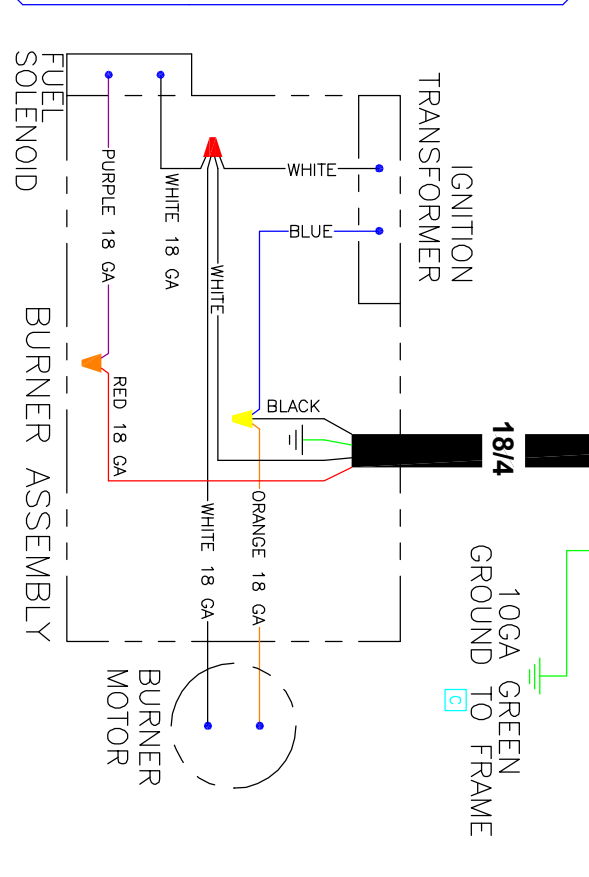 FUEL
SOLENOID
IGNITION
TRANSFORMER
WHITE
BLUE
PURPLE 18 GA
WHITE 18 GA
WHITE
BLACK
RED 18 GA
18/4
ORANGE 18 GA
WHITE 18 GA
BURNER ASSEMBLY
10GA GREEN
GROUND TO FRAME
C
BURNER
MOTOR